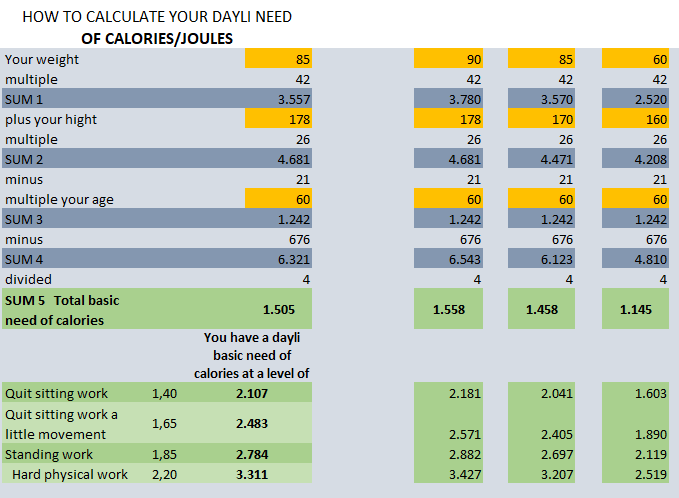 HOW TO CALCULATE YOUR DAYLI NEED
OF CALORIES/JOULES
Your weight 85 90 85 60
multiple 42 42 42 42
SUM 1 3.557 3.780 3.570 2.520
plus your hight 178 178 170 160
multiple 26 26 26 26
SUM 2 4.681 4.681 4.471 4.208
minus 21 21 21 21
multiple your age 60 60 60 60
SUM 3 1.242 1.242 1.242 1.242
minus 676 676 676 676
SUM 4 6.321 6.543 6.123 4.810
divided 4 4 4 4
SUM 5 Total basic
need of calories 1.505 1.558 1.458 1.145
You have a dayli
basic need of
calories at a level of
Quit sitting work 1,40 2.107 2.181 2.041 1.603
Quit sitting work a
little movement 1,65 2.483 2.571 2.405 1.890
Standing work 1,85 2.784 2.882 2.697 2.119
Hard physical work 2,20 3.311 3.427 3.207 2.519